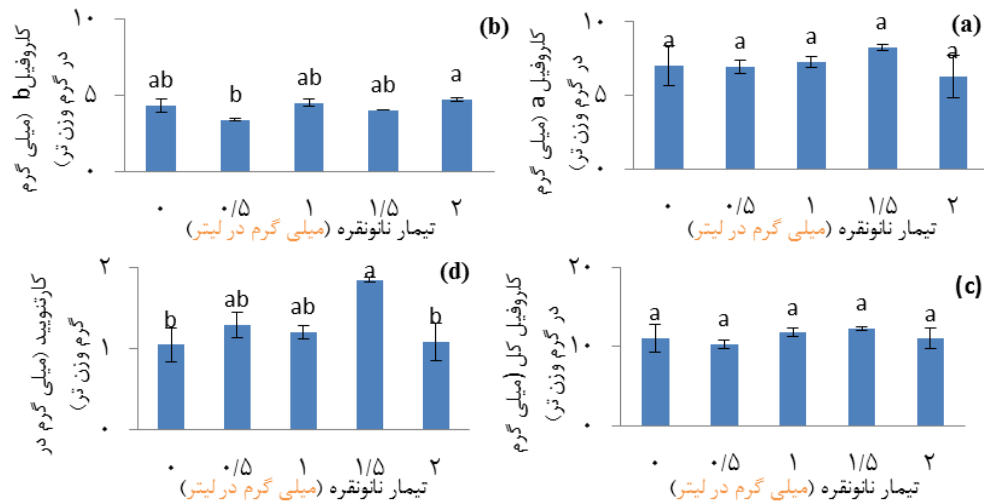 (b)
کلروفیل b (میلی گرم
در گرم وزن تر)
۱۰
۵
۰
ab
b
ab
ab
a
۰
۰/۵
۱
۱/۵
۲
تیمار نانونقره (میلی گرم در لیتر)
(a)
کلروفیل a (میلی گرم
در گرم وزن تر)
۱۰
۵
۰
a
a
a
a
a
۰
۰/۵
۱
۱/۵
۲
تیمار نانونقره (میلی گرم در لیتر)
(d)
کارتنویید (میلی گرم در
گرم وزن تر)
۲
۱
۰
b
ab
ab
a
b
۰
۰/۵
۱
۱/۵
۲
تیمار نانونقره (میلی گرم در لیتر)
(c)
کلروفیل کل (میلی گرم
در گرم وزن تر)
۲۰
۱۰
۰
a
a
a
a
a
۰
۰/۵
۱
۱/۵
۲
تیمار نانونقره (میلی گرم در لیتر)